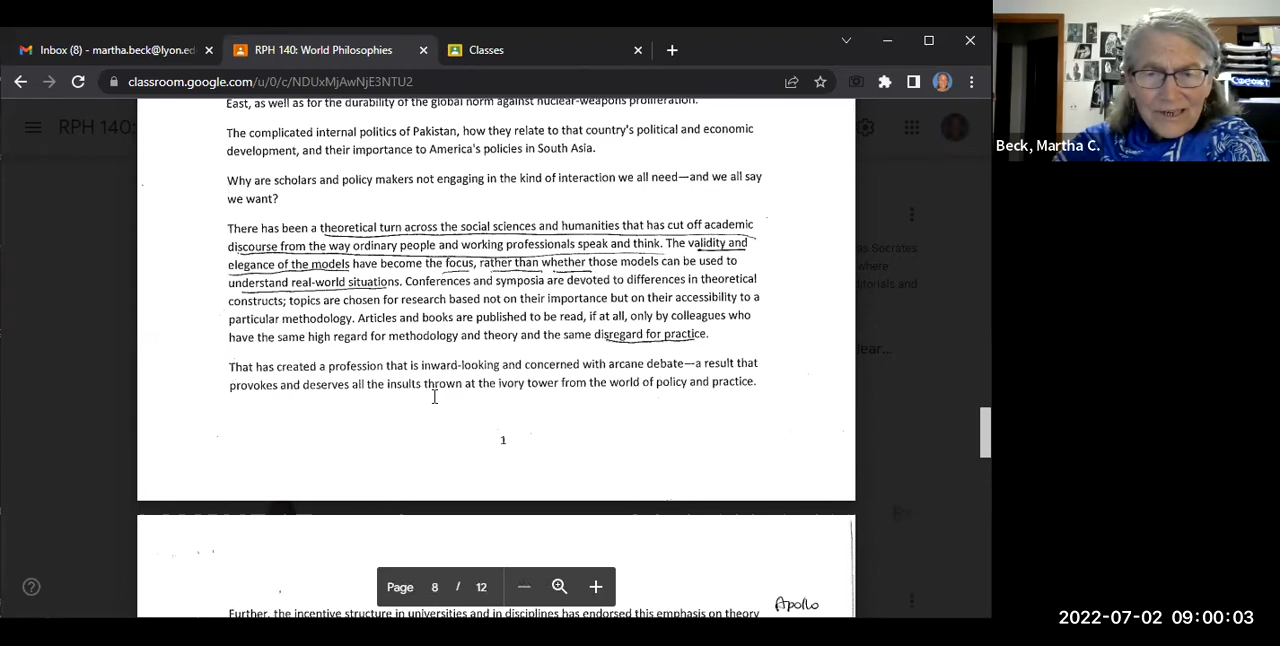 Inbox (8) - martha.beck@lyon.ed
RPH 140: World Philosophies
Classes
classroom.google.com/u/0/c/NDUxMjAwNjE3NTU2
RPH 140:
East, as well as for the durability of the global norm against nuclear-weapons proliferation.
The complicated internal politics of Pakistan, how they relate to that country's political and economic
development, and their importance to America's policies in South Asia.
Why are scholars and policy makers not engaging in the kind of interaction we all need—and we all say
we want?
There has been a theoretical turn across the social sciences and humanities that has cut off academic
discourse from the way ordinary people and working professionals speak and think. The validity and
elegance of the models have become the focus, rather than whether those models can be used to
understand real-world situations. Conferences and symposia are devoted to differences in theoretical
constructs; topics are chosen for research based not on their importance but on their accessibility to a
particular methodology. Articles and books are published to be read, if at all, only by colleagues who
have the same high regard for methodology and theory and the same disregard for practice.
That has created a profession that is inward-looking and concerned with arcane debate—a result that
provokes and deserves all the insults thrown at the ivory tower from the world of policy and practice.
1
as Socrates
where
ditorials and
ear...
Page 8 / 12
Apollo
Further, the incentive structure in universities and in disciplines has endorsed this emphasis on theory
Beck, Martha C.
2022-07-02 09:00:03